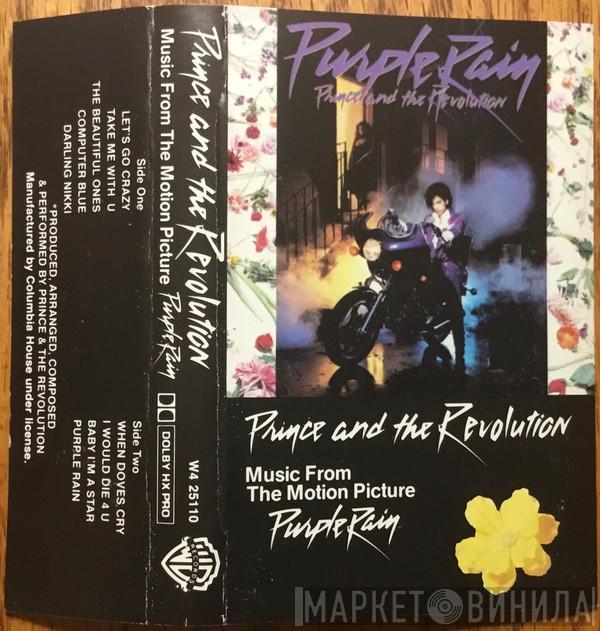 Purple Rain
Prince and the Revolution
Prince and the Revolution
Music From
The Motion Picture
Purple Rain
Prince and the Revolution
Music From The Motion Picture Purple Rain
DOLBY HX PRO
W4 25110
WB
RECORDS
Side One
LET'S GO CRAZY
TAKE ME WITH U
THE BEAUTIFUL ONES
COMPUTER BLUE
DARLING NIKKI
Side Two
WHEN DOVES CRY
I WOULD DIE 4 U
BABY I'M A STAR
PURPLE RAIN
*PRODUCED, ARRANGED, COMPOSED
& PERFORMED BY PRINCE & THE REVOLUTION
Manufactured by Columbia House under license.
МАРКЕТ ВИНИЛА